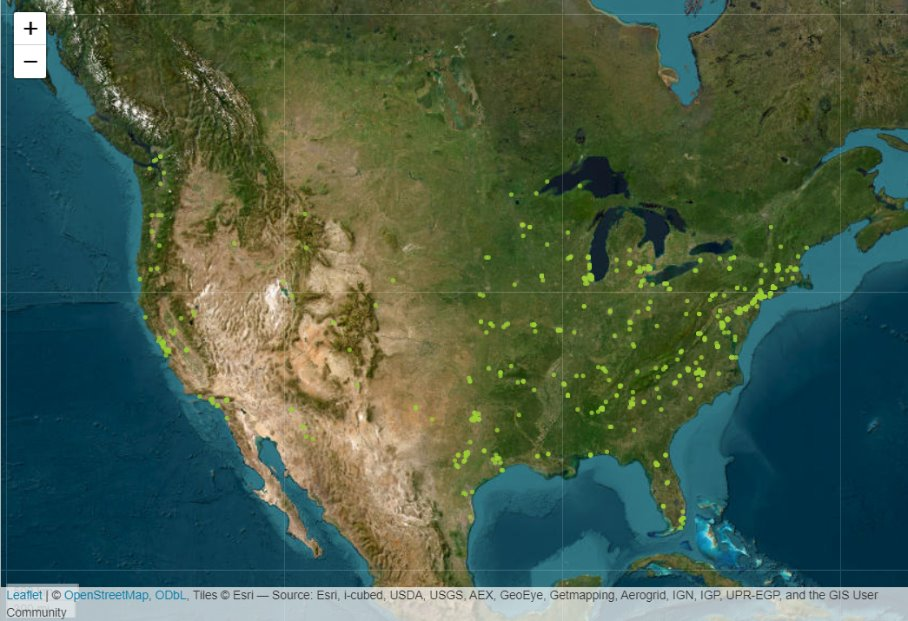 +
−
Leaflet | © OpenStreetMap, ODbL, Tiles © Esri — Source: Esri, i-cubed, USDA, USGS, AEX, GeoEye, Getmapping, Aerogrid, IGN, IGP, UPR-EGP, and the GIS User
Community